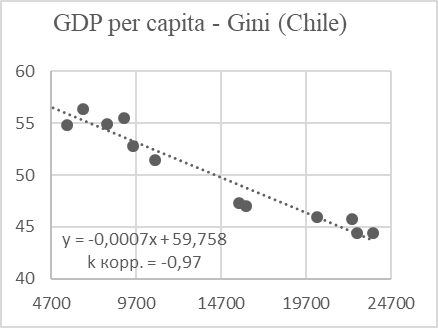 GDP per capita - Gini (Chile)
60
55
50
45
40
y = -0,0007x + 59,758
k корр. = -0,97
4700 9700 14700 19700 24700